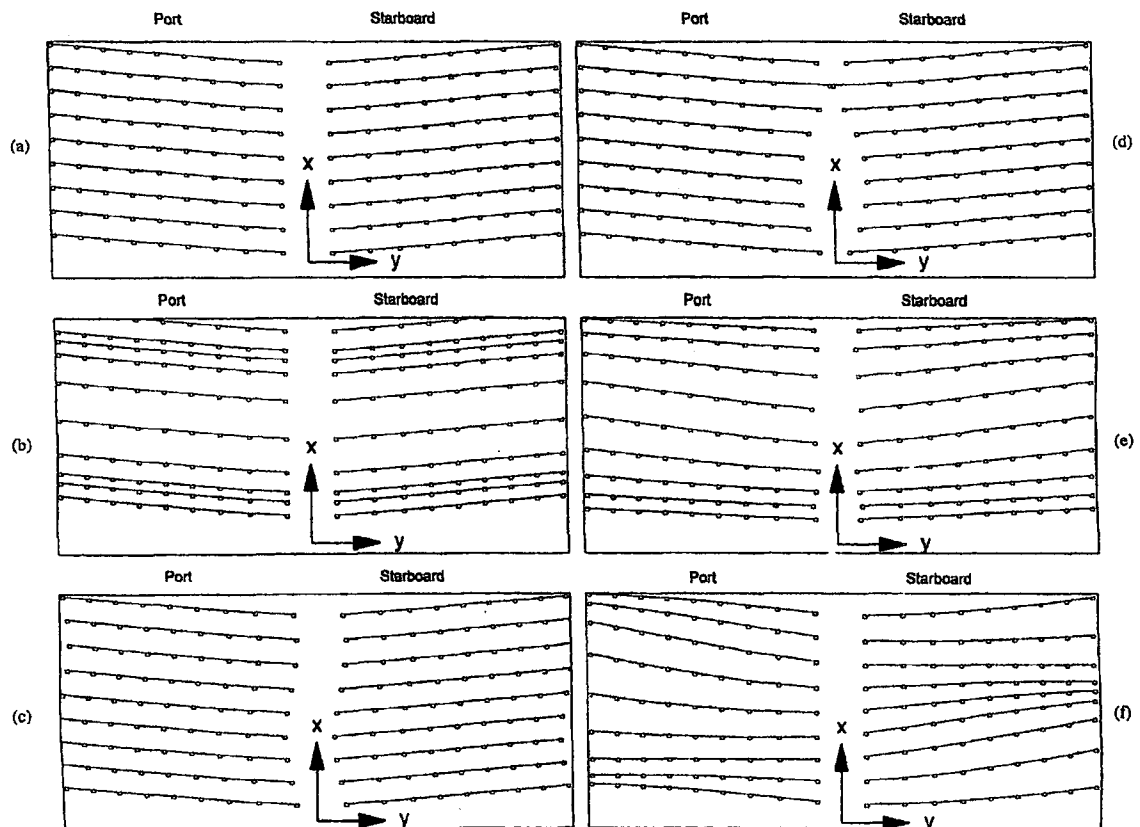 Port Starboard Port Starboard
(a) x y x y (d)
Port Starboard Port Starboard
(b) x y x y (e)
Port Starboard Port Starboard
(c) x y x y (f)